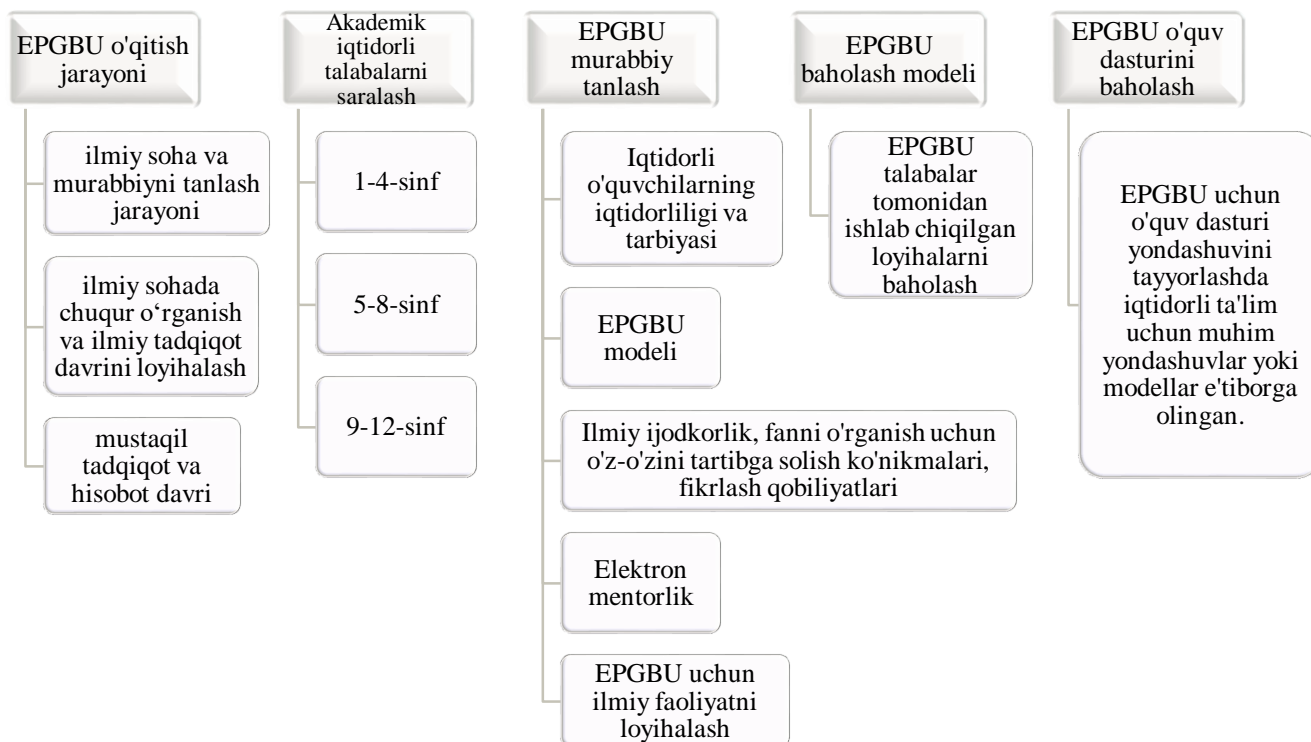 EPGBU o'qitish
jarayoni
ilmiy soha va
murabbiyni tanlash
jarayoni
ilmiy sohada
chuqur o‘rganish
va ilmiy tadqiqot
davrini loyihalash
mustaqil
tadqiqot va
hisobot davri
Akademik
iqtidorli
talabalarni
saralash
1-4-sinf
5-8-sinf
9-12-sinf
EPGBU
murabbiy
tanlash
Iqtidorli
o'quvchilarning
iqtidorliligi va
tarbiyasi
EPGBU
modeli
Ilmiy ijodkorlik, fanni o'rganish uchun
o'z-o'zini tartibga solish ko'nikmalari,
fikrlash qobiliyatlari
Elektron
mentorlik
EPGBU uchun
ilmiy faoliyatni
loyihalash
EPGBU
baholash modeli
EPGBU
talabalar
tomonidan
ishlab chiqilgan
loyihalarni
baholash
EPGBU o'quv
dasturini
baholash
EPGBU uchun
o'quv dasturi
yondashuvini
tayyorlashda
iqtidorli ta'lim
uchun muhim
yondashuvlar yoki
modellar e'tiborga
olingan.